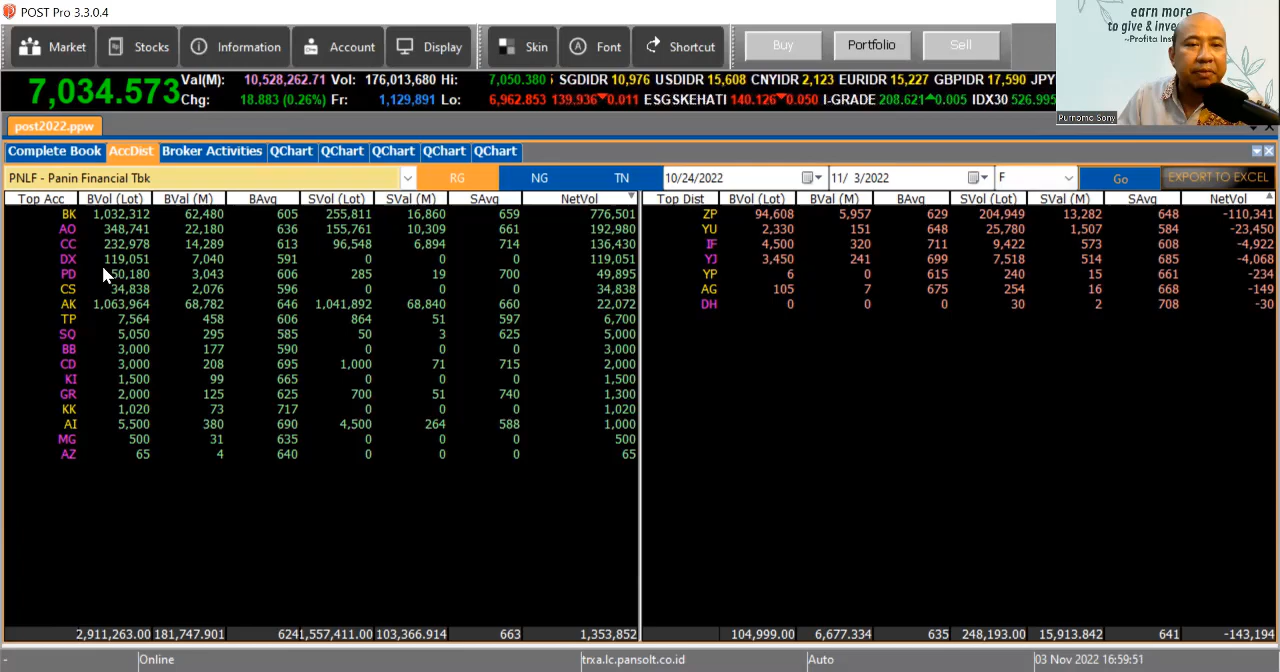 POST Pro 3.3.0.4
Market Stocks Information Account Display Skin Font Shortcut Buy Portfolio Sell
earn more
to give & inve
~Profita Inst
7,034.573 Val(M): 10,528,262.71 Vol: 176,013,680 Hi: 7,050.380 SGDIDR 10,976 USDIDR 15,608 CNYIDR 2,123 EURIDR 15,227 GBPIDR 17,590 JPY
Chg: 18.883 (0.26%) Fr: 1,129,891 Lo: 6,962.853 139.936▼0.011 ESGSKEHATI 140.126▼0.050 I-GRADE 208.621▲0.005 IDX30 526.995
Purnomo Sony
post2022.ppw
Complete Book AccDist Broker Activities QChart QChart QChart QChart QChart
PNLF - Panin Financial Tbk RG NG TN 10/24/2022 11/ 3/2022 F Go EXPORT TO EXCEL
Top Acc BVol (Lot) BVal (M) BAvg SVol (Lot) SVal (M) SAvg NetVol Top Dist BVol (Lot) BVal (M) BAvg SVol (Lot) SVal (M) SAvg NetVol
BK 1,032,312 62,480 605 255,811 16,860 659 776,501 ZP 94,608 5,957 629 204,949 13,282 648 -110,341
AO 348,741 22,180 636 155,761 10,309 661 192,980 YU 2,330 151 648 25,780 1,507 584 -23,450
CC 232,978 14,289 613 96,548 6,894 714 136,430 IF 4,500 320 711 9,422 573 608 -4,922
DX 119,051 7,040 591 0 0 0 119,051 YJ 3,450 241 699 7,518 514 685 -4,068
PD 50,180 3,043 606 285 19 700 49,895 YP 6 0 615 240 15 661 -234
CS 34,838 2,076 596 0 0 0 34,838 AG 105 7 675 254 16 668 -149
AK 1,063,964 68,782 646 1,041,892 68,840 660 22,072 DH 0 0 0 30 2 708 -30
TP 7,564 458 606 864 51 597 6,700
SQ 5,050 295 585 50 3 625 5,000
BB 3,000 177 590 0 0 0 3,000
CD 3,000 208 695 1,000 71 715 2,000
KI 1,500 99 665 0 0 0 1,500
GR 2,000 125 625 700 51 740 1,300
KK 1,020 73 717 0 0 0 1,020
AI 5,500 380 690 4,500 264 588 1,000
MG 500 31 635 0 0 0 500
AZ 65 4 640 0 0 0 65
2,911,263.00 181,747.901 6241,557,411.00 103,366.914 663 1,353,852 104,999.00 6,677.334 635 248,193.00 15,913.842 641 -143,194
- Online trxa.lc.pansolt.co.id Auto 03 Nov 2022 16:59:51